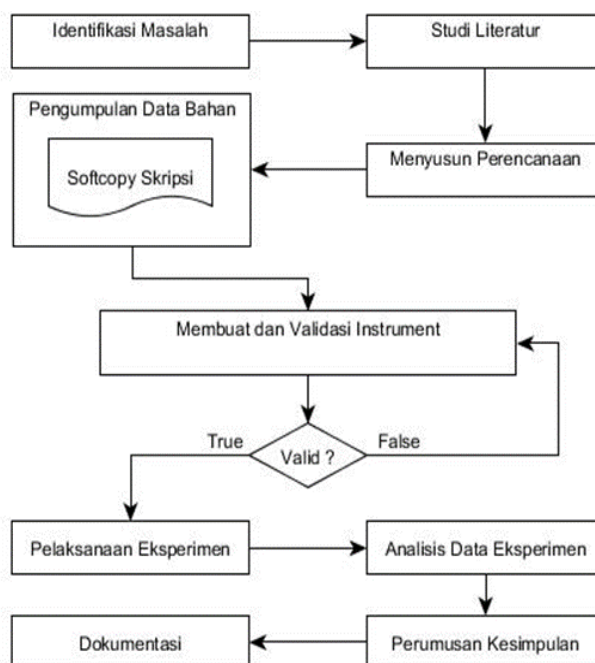 Identifikasi Masalah
Studi Literatur
Menyusun Perencanaan
Pengumpulan Data Bahan
Softcopy Skripsi
Membuat dan Validasi Instrument
Valid ?
True
False
Pelaksanaan Eksperimen
Analisis Data Eksperimen
Perumusan Kesimpulan
Dokumentasi